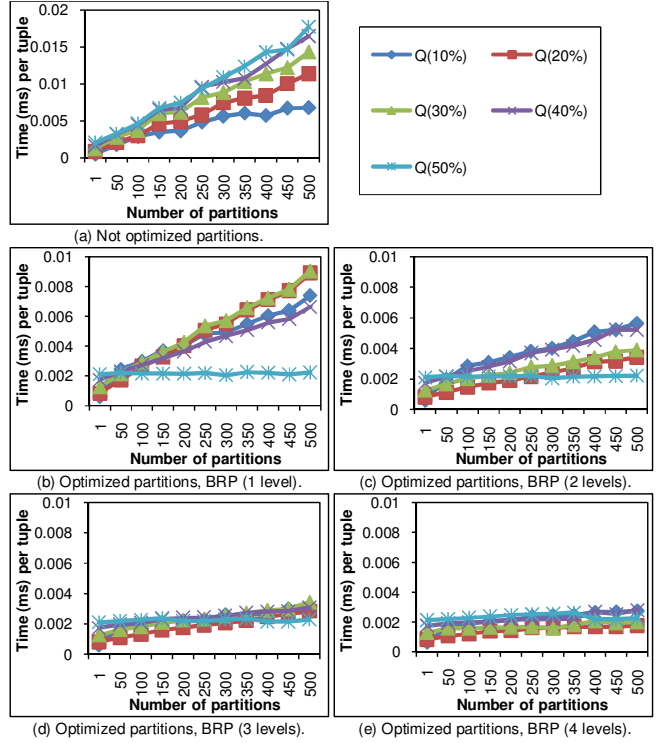 Time (ms) per tuple
0.02
0.015
0.01
0.005
0
1 50 100 150 200 250 300 350 400 450 500
Number of partitions
(a) Not optimized partitions.
Q(10%) Q(20%)
Q(30%) Q(40%)
Q(50%)
Time (ms) per tuple
0.01
0.008
0.006
0.004
0.002
0
1 50 100 150 200 250 300 350 400 450 500
Number of partitions
(b) Optimized partitions, BRP (1 level).
Time (ms) per tuple
0.01
0.008
0.006
0.004
0.002
0
1 50 100 150 200 250 300 350 400 450 500
Number of partitions
(c) Optimized partitions, BRP (2 levels).
Time (ms) per tuple
0.01
0.008
0.006
0.004
0.002
0
1 50 100 150 200 250 300 350 400 450 500
Number of partitions
(d) Optimized partitions, BRP (3 levels).
Time (ms) per tuple
0.01
0.008
0.006
0.004
0.002
0
1 50 100 150 200 250 300 350 400 450 500
Number of partitions
(e) Optimized partitions, BRP (4 levels).